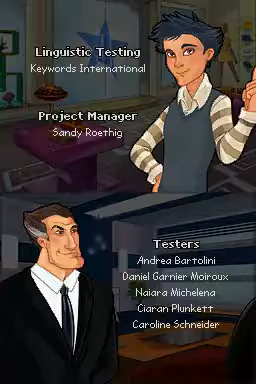 Linguistic Testing
Keywords International
Project Manager
Sandy Roethig
Testers
Andrea Bartolini
Daniel Garnier Moiroux
Naiara Michelena
Ciaran Plunkett
Caroline Schneider